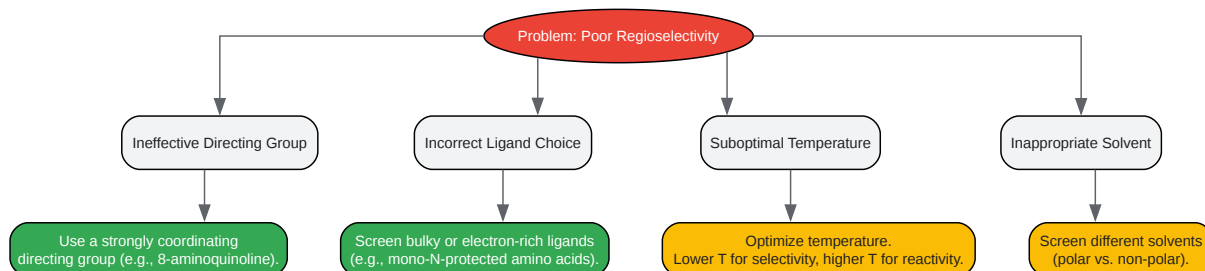 Problem: Poor Regioselectivity
Ineffective Directing Group
Incorrect Ligand Choice
Suboptimal Temperature
Inappropriate Solvent
Use a strongly coordinating
directing group (e.g., 8-aminoquinoline).
Screen bulky or electron-rich ligands
(e.g., mono-N-protected amino acids).
Optimize temperature.
Lower T for selectivity, higher T for reactivity.
Screen different solvents
(polar vs. non-polar).